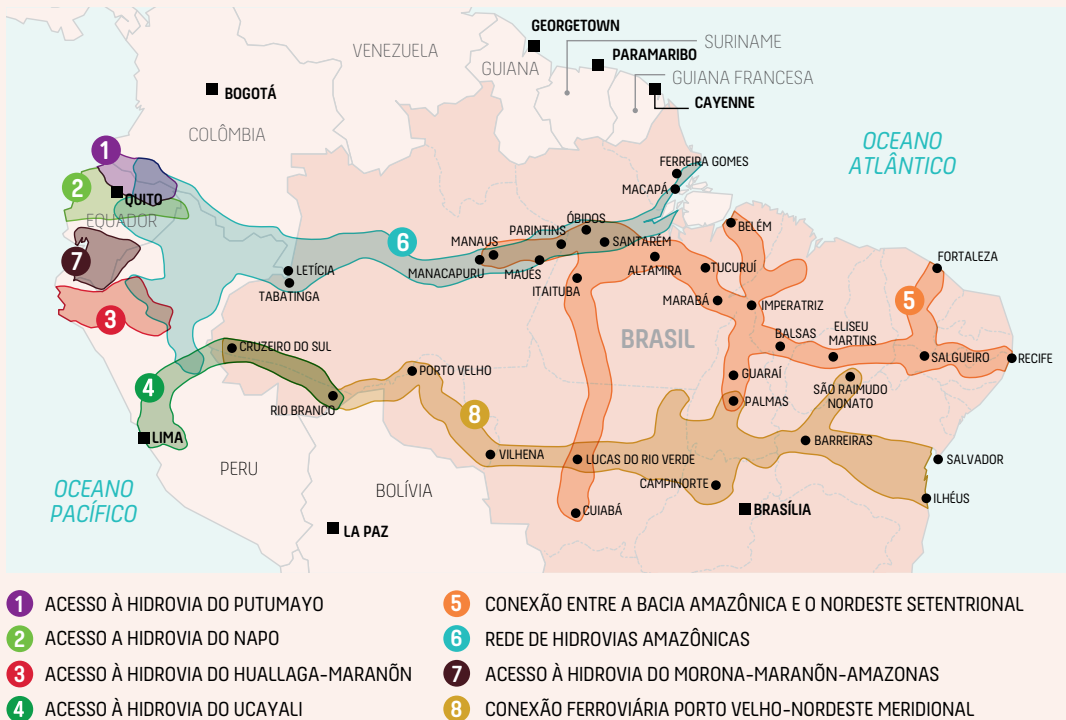 GEORGETOWN
VENEZUELA
SURINAME
PARAMARIBO
GUIANA
GUIANA FRANCESA
BOGOTÁ
CAYENNE
COLÔMBIA
OCEANO
ATLÂNTICO
1
FERREIRA GOMES
2
QUITO
MACAPÁ
EQUADOR
ÓBIDOS
PARINTINS
BELÉM
6
MANAUS
SANTARÉM
7
LETÍCIA
MANACAPURU
MAUÉS
ALTAMIRA
TUCURUÍ
FORTALEZA
TABATINGA
ITAITUBA
MARABÁ
IMPERATRIZ
5
3
BRASIL
BALSAS
ELISEU
MARTINS
CRUZEIRO DO SUL
SALGUEIRO
RECIFE
4
PORTO VELHO
GUARAÍ
SÃO RAIMUDO
NONATO
RIO BRANCO
PALMAS
8
LIMA
BARREIRAS
VILHENA
LUCAS DO RIO VERDE
SALVADOR
PERU
CAMPINORTE
OCEANO
PACÍFICO
BOLÍVIA
ILHÉUS
CUIABÁ
BRASÍLIA
LA PAZ
1 ACESSO À HIDROVIA DO PUTUMAYO
2 ACESSO A HIDROVIA DO NAPO
3 ACESSO À HIDROVIA DO HUALLAGA-MARAÑÕN
4 ACESSO À HIDROVIA DO UCAYALI
5 CONEXÃO ENTRE A BACIA AMAZÔNICA E O NORDESTE SETENTRIONAL
6 REDE DE HIDROVIAS AMAZÔNICAS
7 ACESSO À HIDROVIA DO MORONA-MARAÑÕN-AMAZONAS
8 CONEXÃO FERROVIÁRIA PORTO VELHO-NORDESTE MERIDIONAL